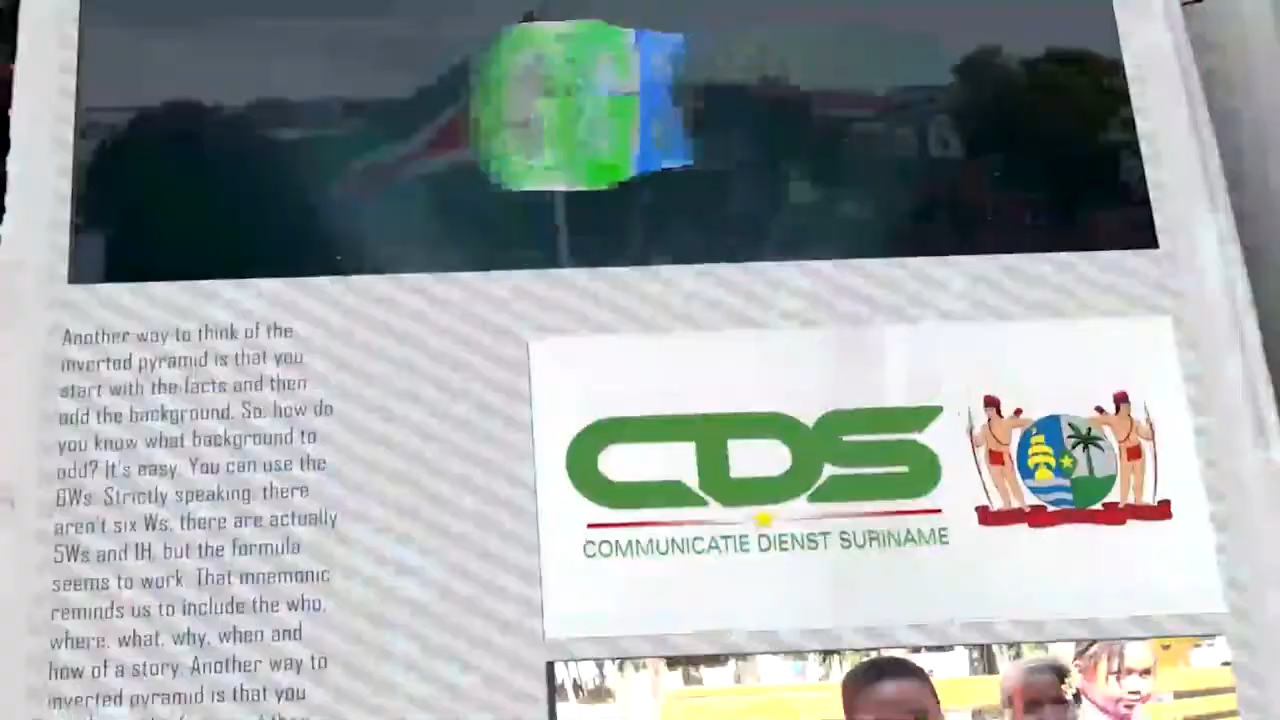 Another way to think of the
inverted pyramid is that you
start with the facts and then
add the background. So, how do
you know what background to
add? It's easy. You can use the
6Ws. Strictly speaking, there
aren't six Ws, there are actually
5Ws and 1H, but the formula
seems to work. That mnemonic
reminds us to include the who,
where, what, why, when and
how of a story. Another way to
inverted pyramid is that you
CDS
COMMUNICATIE DIENST SURINAME